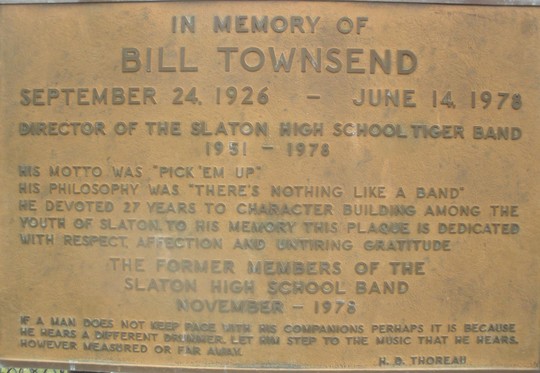 IN MEMORY OF
BILL TOWNSEND
SEPTEMBER 24, 1926 – JUNE 14, 1978
DIRECTOR OF THE SLATON HIGH SCHOOL TIGER BAND
1951 – 1978
HIS MOTTO WAS "PICK 'EM UP"
HIS PHILOSOPHY WAS "THERE'S NOTHING LIKE A BAND"
HE DEVOTED 27 YEARS TO CHARACTER BUILDING AMONG THE
YOUTH OF SLATON. TO HIS MEMORY THIS PLAQUE IS DEDICATED
WITH RESPECT, AFFECTION AND UNTIRING GRATITUDE
THE FORMER MEMBERS OF THE
SLATON HIGH SCHOOL BAND
NOVEMBER – 1978
IF A MAN DOES NOT KEEP PACE WITH HIS COMPANIONS PERHAPS IT IS BECAUSE
HE HEARS A DIFFERENT DRUMMER. LET HIM STEP TO THE MUSIC THAT HE HEARS,
HOWEVER MEASURED OR FAR AWAY.
H. D. THOREAU